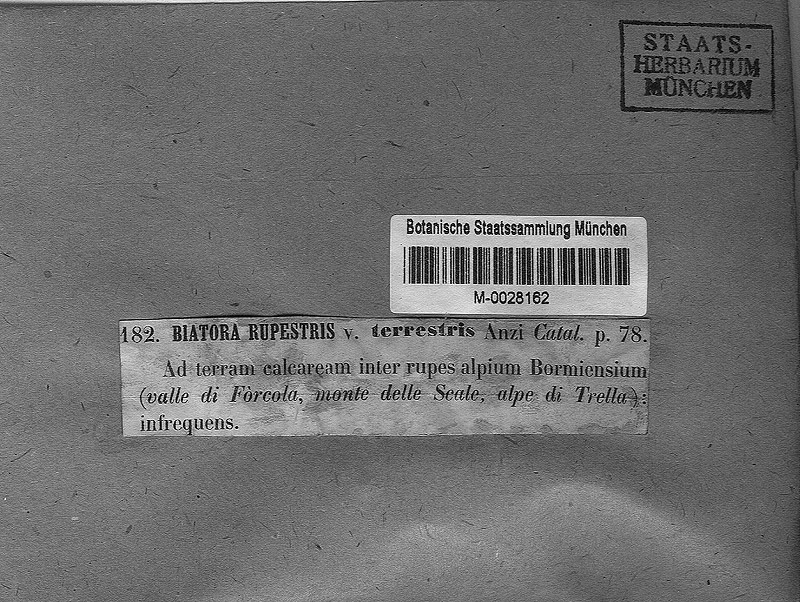 STAATS-
HERBARIUM
MÜNCHEN
Botanische Staatssammlung München
M-0028162
182. BIATORA RUPESTRIS v. terrestris Anzi Catal. p. 78.
Ad terram calcaream inter rupes alpium Bormiensium
(valle di Fòrcola, monte delle Scale, alpe di Trella):
infrequens.